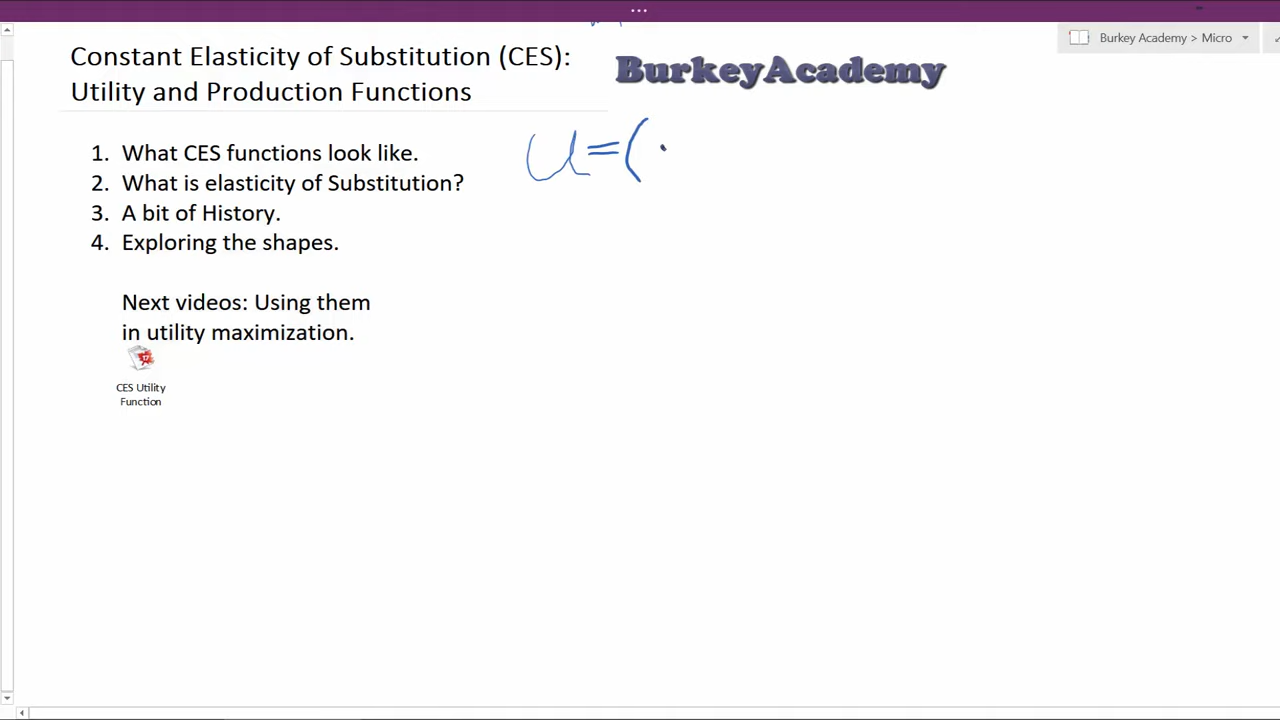 Burkey Academy > Micro
Constant Elasticity of Substitution (CES):
Utility and Production Functions
BurkeyAcademy
U=(
1. What CES functions look like.
2. What is elasticity of Substitution?
3. A bit of History.
4. Exploring the shapes.
Next videos: Using them
in utility maximization.
CES Utility
Function